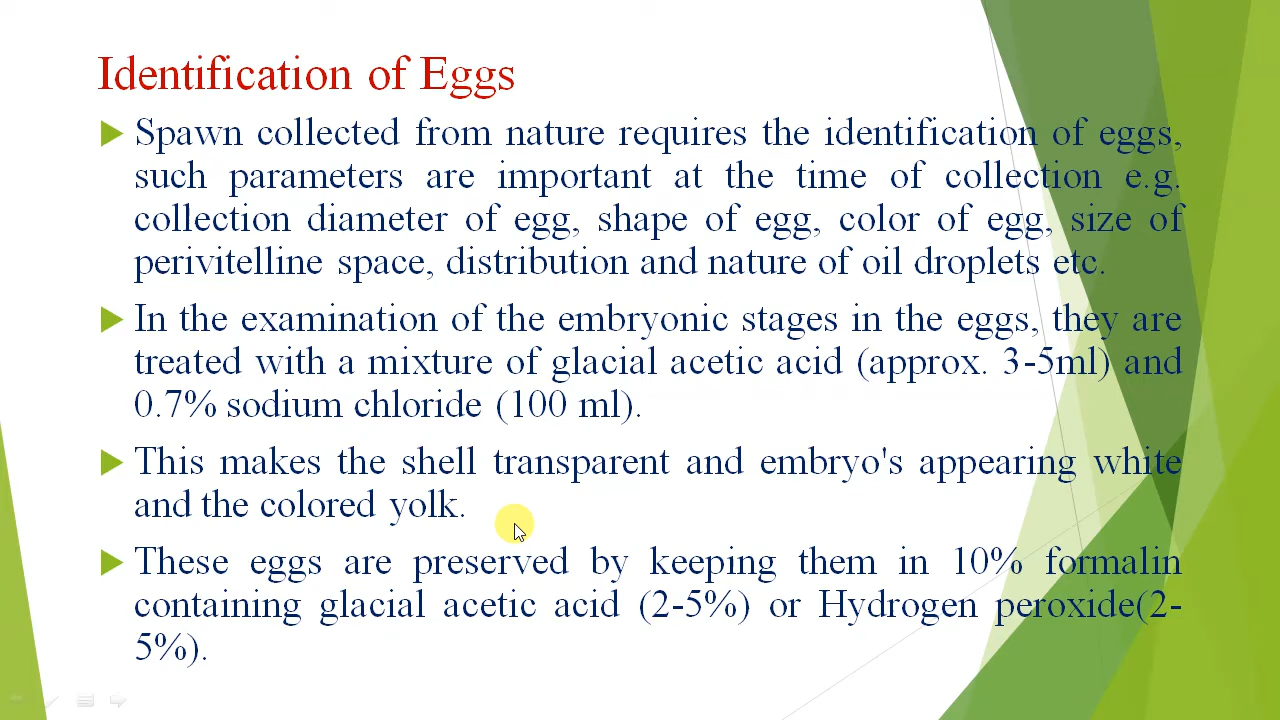 Identification of Eggs
Spawn collected from nature requires the identification of eggs,
such parameters are important at the time of collection e.g.
collection diameter of egg, shape of egg, color of egg, size of
perivitelline space, distribution and nature of oil droplets etc.
In the examination of the embryonic stages in the eggs, they are
treated with a mixture of glacial acetic acid (approx. 3-5ml) and
0.7% sodium chloride (100 ml).
This makes the shell transparent and embryo's appearing white
and the colored yolk.
These eggs are preserved by keeping them in 10% formalin
containing glacial acetic acid (2-5%) or Hydrogen peroxide(2-
5%).